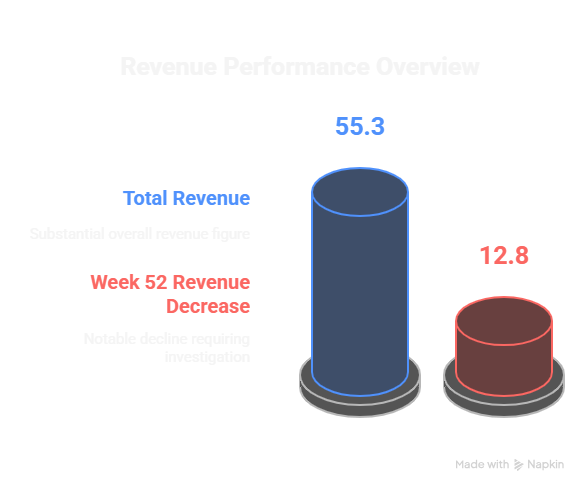 Revenue Performance Overview
55.3
Total Revenue
Substantial overall revenue figure
12.8
Week 52 Revenue
Decrease
Notable decline requiring
investigation
Made with Napkin